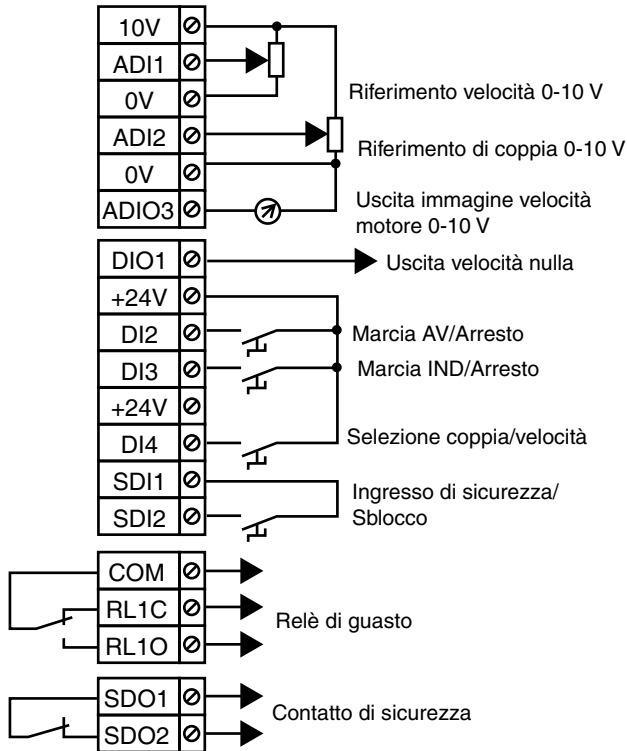 10V
ADI1
0V
Riferimento velocità 0-10 V
ADI2
Riferimento di coppia 0-10 V
0V
ADIO3
Uscita immagine velocità
motore 0-10 V
DIO1
Uscita velocità nulla
+24V
DI2
Marcia AV/Arresto
DI3
Marcia IND/Arresto
+24V
DI4
Selezione coppia/velocità
SDI1
Ingresso di sicurezza/
Sblocco
SDI2
COM
RL1C
Relè di guasto
RL1O
SDO1
Contatto di sicurezza
SDO2